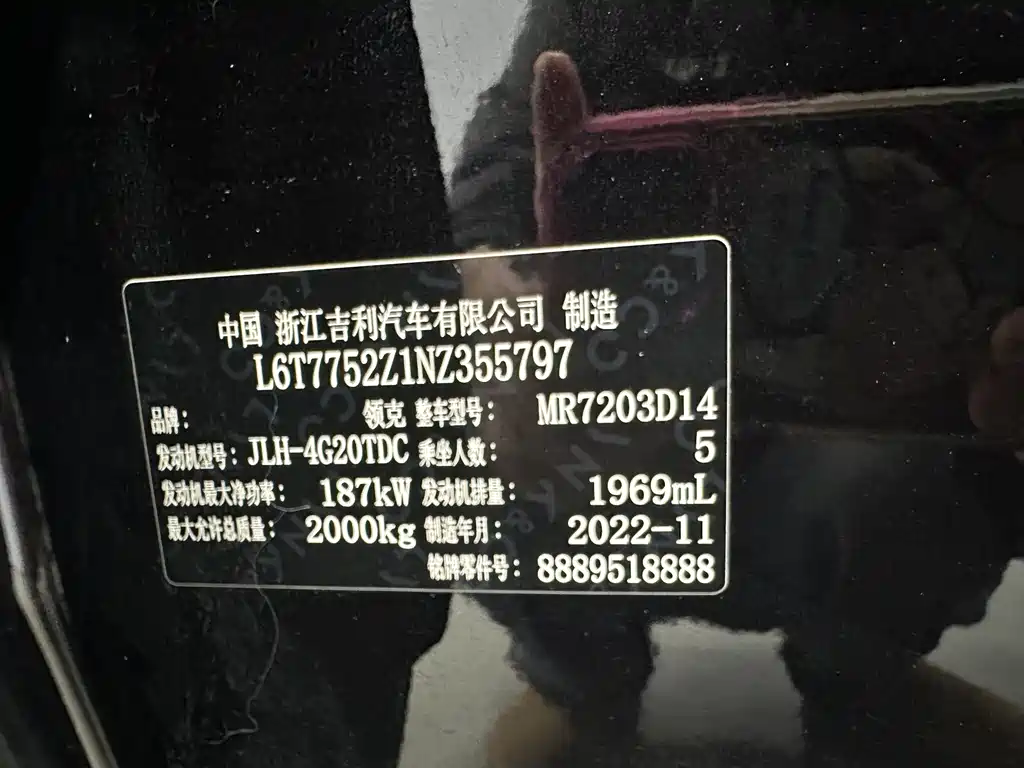 中国 浙江吉利汽车有限公司 制造
L6T7752Z1NZ355797
品牌： 领克 整车型号： MR7203D14
发动机型号：JLH-4G20TDC 乘坐人数： 5
发动机最大净功率： 187kW 发动机排量： 1969mL
最大允许总质量： 2000kg 制造年月： 2022-11
铭牌零件号： 8889518888